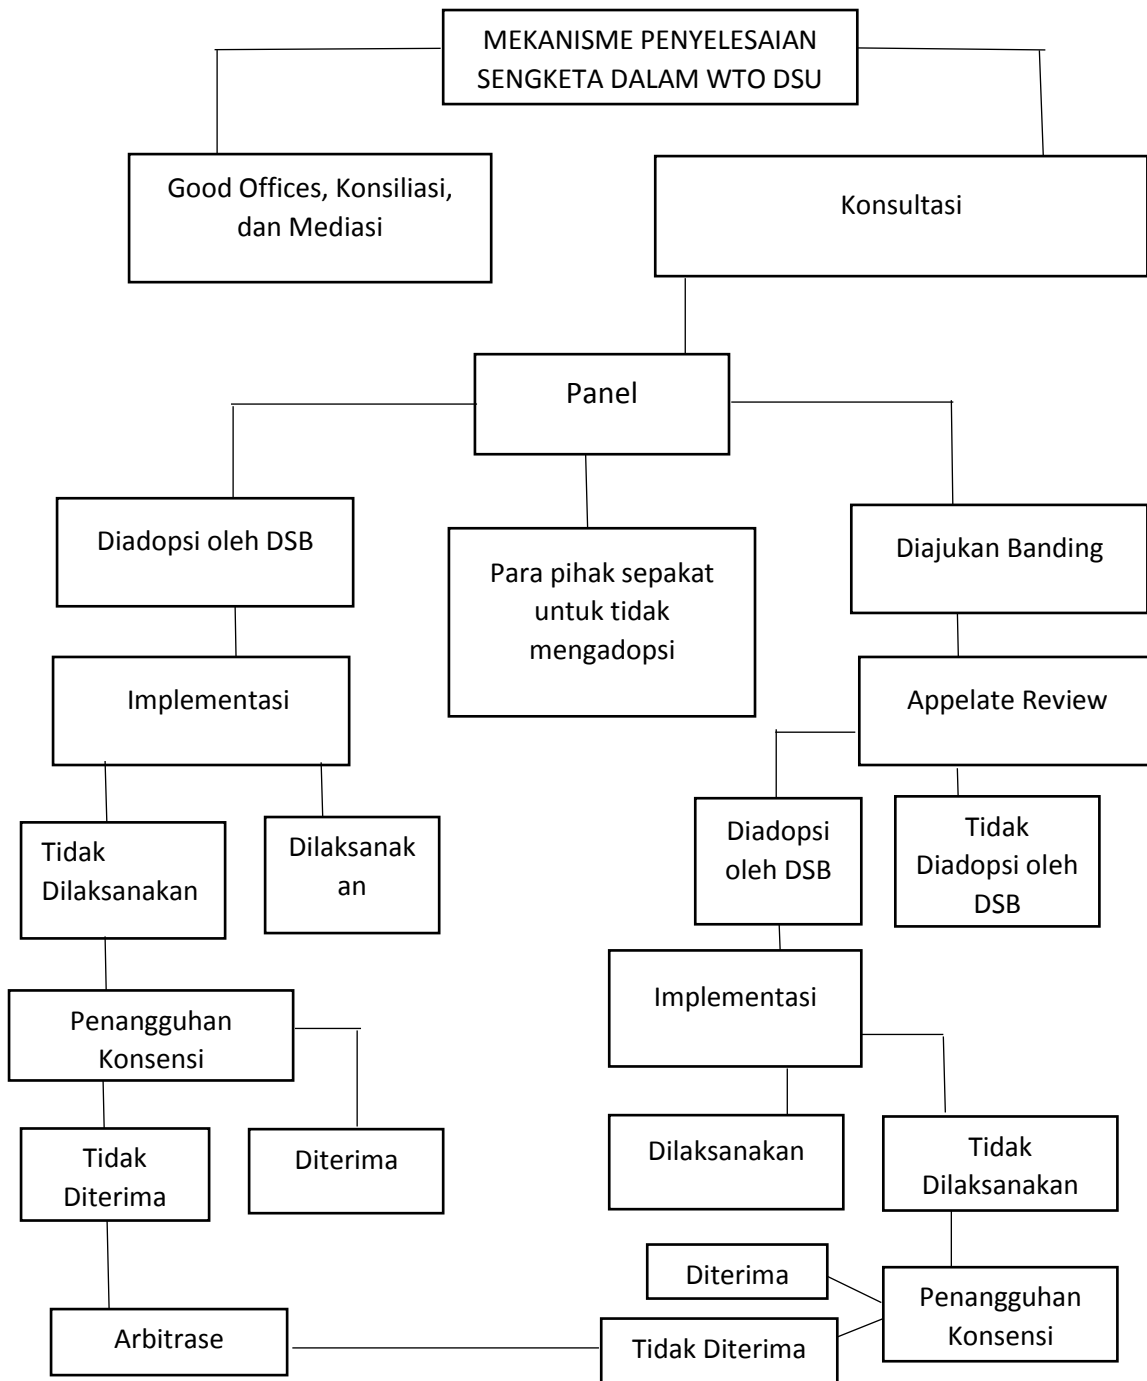 MEKANISME PENYELESAIAN
SENGKETA DALAM WTO DSU
Good Offices, Konsiliasi,
dan Mediasi
Konsultasi
Panel
Diadopsi oleh DSB
Para pihak sepakat
untuk tidak
mengadopsi
Diajukan Banding
Implementasi
Appelate Review
Tidak
Dilaksanakan
Dilaksanak
an
Diadopsi
oleh DSB
Tidak
Diadopsi oleh
DSB
Penangguhan
Konsensi
Implementasi
Tidak
Diterima
Diterima
Dilaksanakan
Tidak
Dilaksanakan
Diterima
Penangguhan
Konsensi
Arbitrase
Tidak Diterima